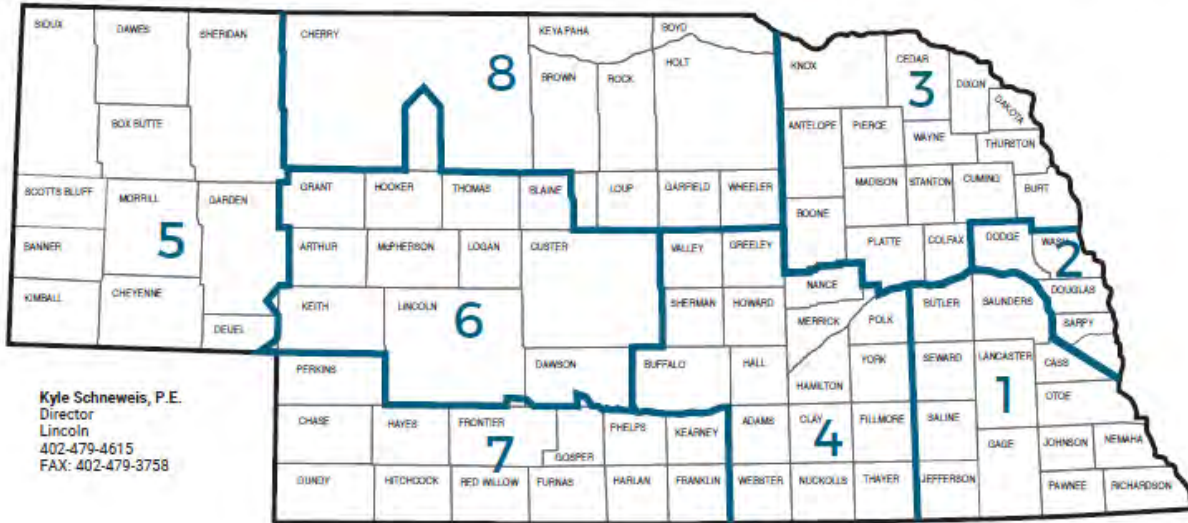 SIOUX
DAWES
SHERIDAN
CHERRY
KEYA PAHA
BOYD
8
BROWN
ROCK
HOLT
KNOX
CEDAR
3
DIXON
DAKOTA
BOX BUTTE
ANTELOPE
PIERCE
WAYNE
THURSTON
SCOTTS BLUFF
MORRILL
GARDEN
GRANT
HOOKER
THOMAS
BLAINE
LOUP
GARFIELD
WHEELER
BOONE
MADISON
STANTON
CUMING
BURT
BANNER
5
ARTHUR
McPHERSON
LOGAN
CUSTER
VALLEY
GREELEY
PLATTE
COLFAX
DODGE
WASH
2
KIMBALL
CHEYENNE
DEUEL
KEITH
LINCOLN
6
SHERMAN
HOWARD
NANCE
MERRICK
POLK
BUTLER
SAUNDERS
DOUGLAS
SARPY
PERKINS
DAWSON
BUFFALO
HALL
HAMILTON
YORK
SEWARD
LANCASTER
1
CASS
OTOE
Kyle Schneweis, P.E.
Director
Lincoln
402-479-4615
FAX: 402-479-3758
CHASE
HAYES
FRONTIER
7
GOSPER
PHELPS
KEARNEY
ADAMS
CLAY
4
FILLMORE
SALINE
GAGE
JOHNSON
NEMAHA
DUNDY
HITCHCOCK
RED WILLOW
FURNAS
HARLAN
FRANKLIN
WEBSTER
NUCKOLLS
THAYER
JEFFERSON
PAWNEE
RICHARDSON